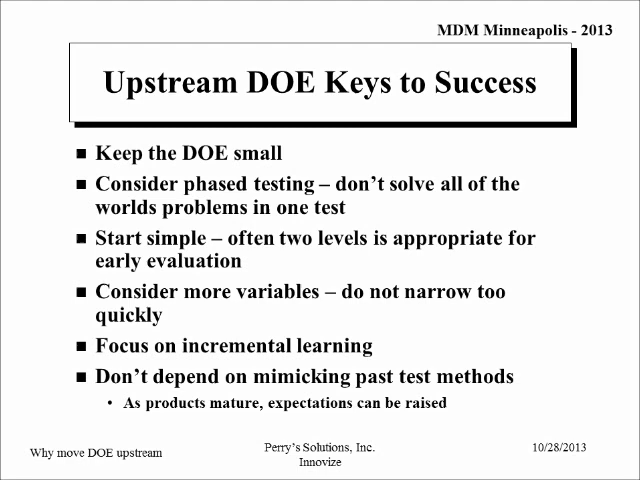 MDM Minneapolis - 2013
Upstream DOE Keys to Success
Keep the DOE small
Consider phased testing – don't solve all of the
worlds problems in one test
Start simple – often two levels is appropriate for
early evaluation
Consider more variables – do not narrow too
quickly
Focus on incremental learning
Don't depend on mimicking past test methods
• As products mature, expectations can be raised
Why move DOE upstream
Perry's Solutions, Inc.
Innovize
10/28/2013